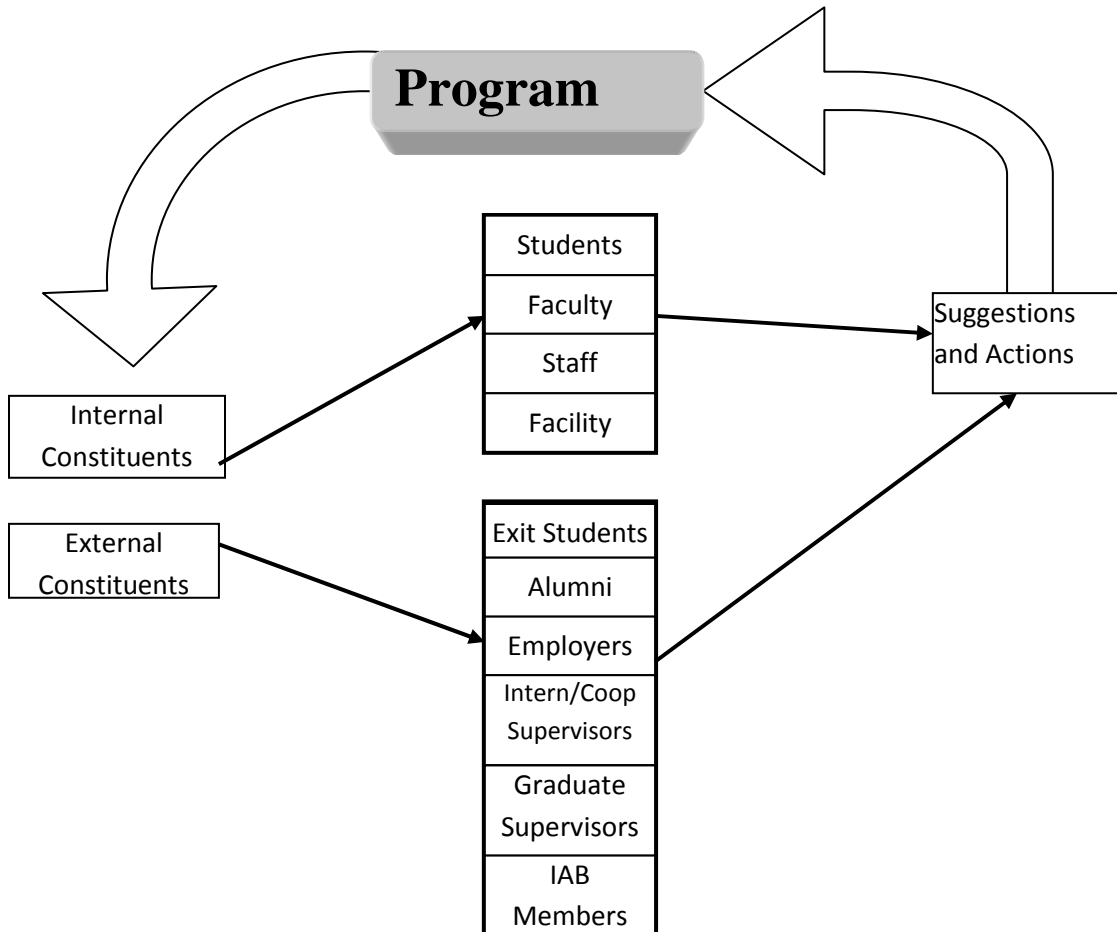 Program
Students
Faculty
Staff
Facility
Suggestions
and Actions
Internal
Constituents
External
Constituents
Exit Students
Alumni
Employers
Intern/Coop
Supervisors
Graduate
Supervisors
IAB
Members